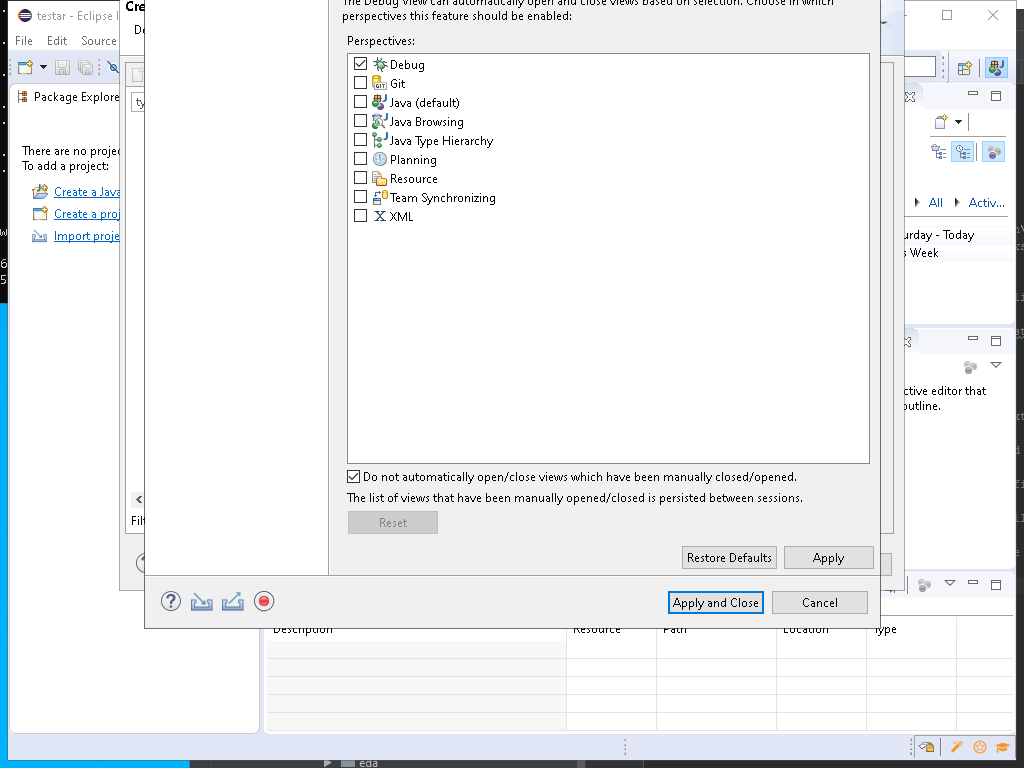 testar - Eclipse I
Cre
De
File Edit Source
The Debug View can automatically open and close views based on selection. Choose in which
perspectives this feature should be enabled:
Perspectives:
Debug
Git
Java (default)
Java Browsing
Java Type Hierarchy
Planning
Resource
Team Synchronizing
XML
Package Explore
There are no projec
To add a project:
Create a Java
Create a proj
Import proje
ty
Filt
Do not automatically open/close views which have been manually closed/opened.
The list of views that have been manually opened/closed is persisted between sessions.
Reset
Restore Defaults Apply
Apply and Close Cancel
All Activ...
urday - Today
s Week
ctive editor that
outline.
Description Resource Path Location Type
eda